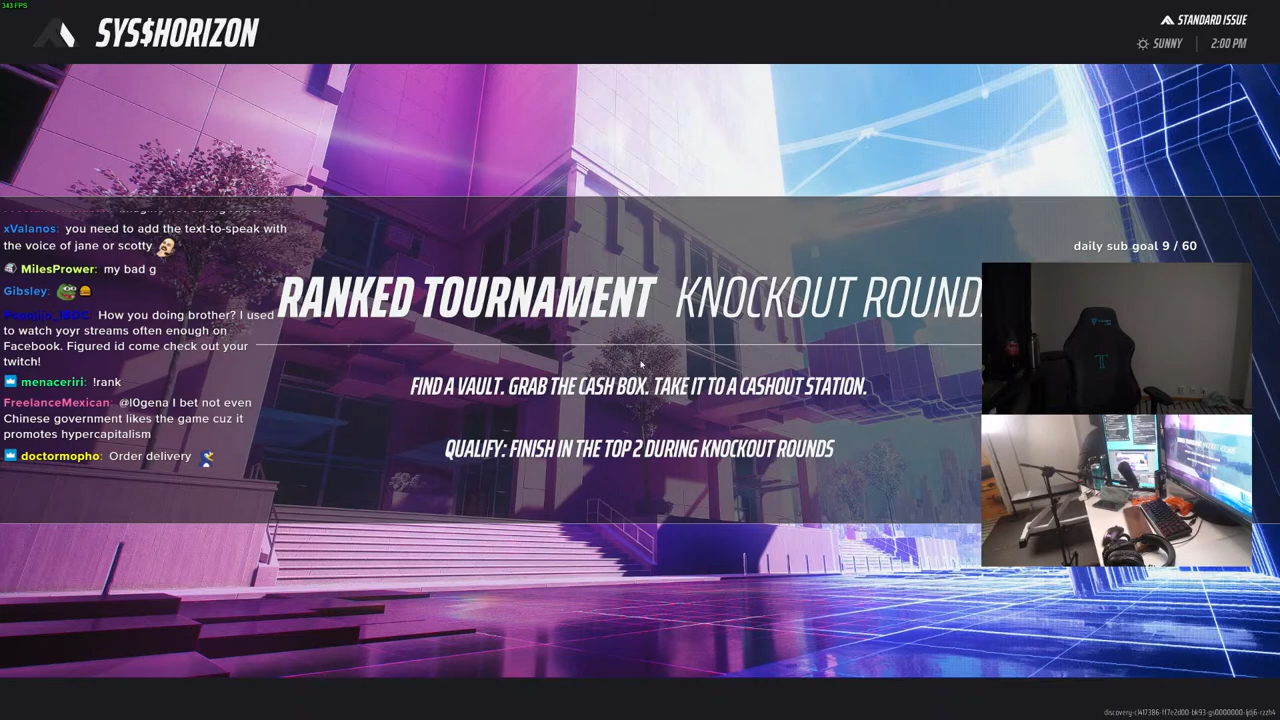 343 FPS
SYS$HORIZON
STANDARD ISSUE
SUNNY
2:00 PM
xValanos: you need to add the text-to-speak with
the voice of jane or scotty
MilesPrower: my bad g
Gibsley:
How you doing brother? I used
to watch yoyr streams often enough on
Facebook. Figured id come check out your
twitch!
menaceriri: !rank
FreelanceMexican: @l0gena I bet not even
Chinese government likes the game cuz it
promotes hypercapitalism
doctormopho: Order delivery
RANKED TOURNAMENT KNOCKOUT ROUND
FIND A VAULT. GRAB THE CASH BOX. TAKE IT TO A CASHOUT STATION.
QUALIFY: FINISH IN THE TOP 2 DURING KNOCKOUT ROUNDS
daily sub goal 9 / 60